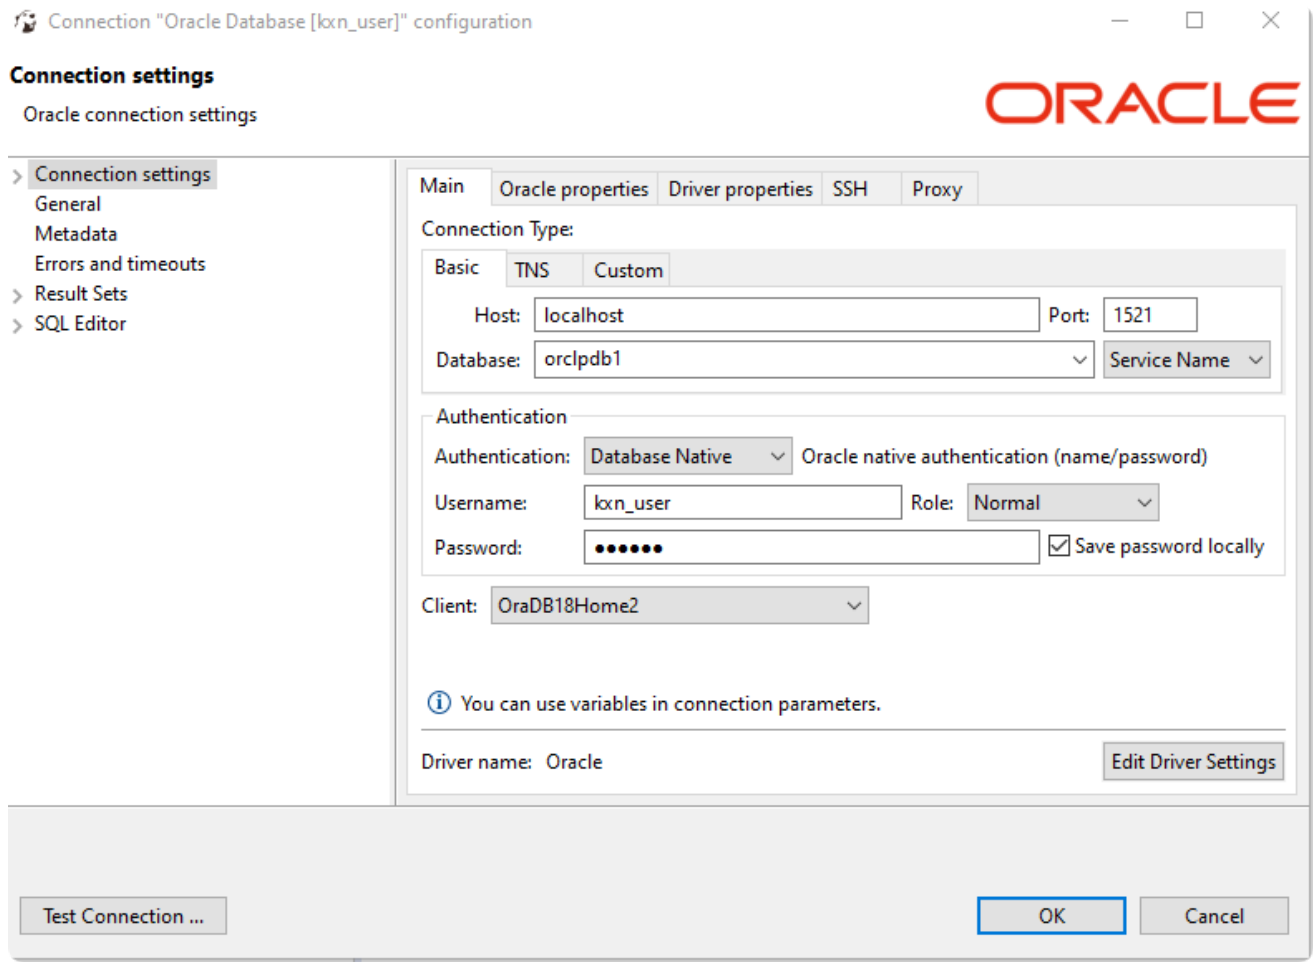 Connection "Oracle Database [kxn_user]" configuration
Connection settings
Oracle connection settings
ORACLE
Connection settings
General
Metadata
Errors and timeouts
Result Sets
SQL Editor
Main Oracle properties Driver properties SSH Proxy
Connection Type:
Basic TNS Custom
Host: localhost Port: 1521
Database: orclpdb1 Service Name
Authentication
Authentication: Database Native Oracle native authentication (name/password)
Username: kxn_user Role: Normal
Password: ●●●●●● Save password locally
Client: OraDB18Home2
You can use variables in connection parameters.
Driver name: Oracle Edit Driver Settings
Test Connection ... OK Cancel